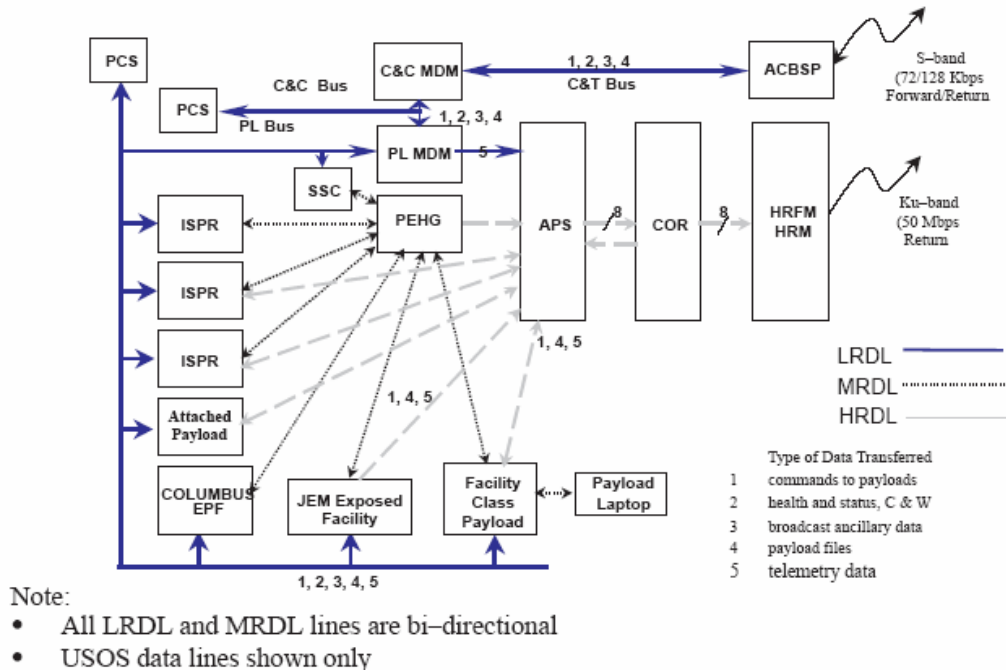 PCS
C&C MDM
1, 2, 3, 4
C&T Bus
ACBSP
S–band
(72/128 Kbps
Forward/Return
C&C Bus
PCS
PL Bus
1, 2, 3, 4
PL MDM
5
SSC
PEHG
APS
8
COR
8
HRFM
HRM
Ku–band
(50 Mbps
Return
ISPR
ISPR
ISPR
Attached
Payload
1, 4, 5
1, 4, 5
COLUMBUS
EPF
JEM Exposed
Facility
Facility
Class
Payload
Payload
Laptop
1, 2, 3, 4, 5
LRDL
MRDL
HRDL
Type of Data Transferred
1 commands to payloads
2 health and status, C & W
3 broadcast ancillary data
4 payload files
5 telemetry data
Note:
• All LRDL and MRDL lines are bi–directional
• USOS data lines shown only